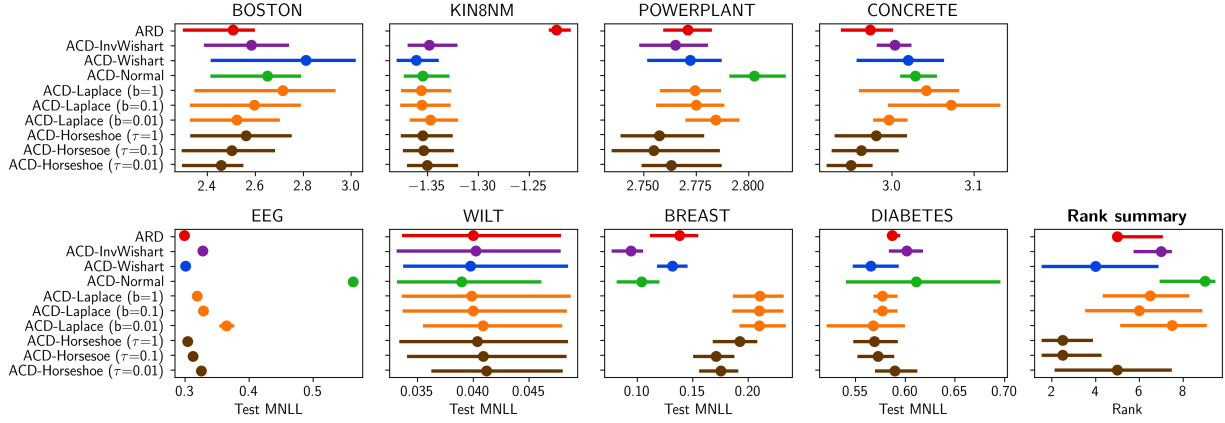 BOSTON KIN8NM POWERPLANT CONCRETE
ARD
ACD-InvWishart
ACD-Wishart
ACD-Normal
ACD-Laplace (b=1)
ACD-Laplace (b=0.1)
ACD-Laplace (b=0.01)
ACD-Horseshoe (τ=1)
ACD-Horseshoe (τ=0.1)
ACD-Horseshoe (τ=0.01)
2.4 2.6 2.8 3.0 −1.35 −1.30 −1.25 2.750 2.775 2.800 3.0 3.1
EEG WILT BREAST DIABETES Rank summary
ARD
ACD-InvWishart
ACD-Wishart
ACD-Normal
ACD-Laplace (b=1)
ACD-Laplace (b=0.1)
ACD-Laplace (b=0.01)
ACD-Horseshoe (τ=1)
ACD-Horsesoe (τ=0.1)
ACD-Horseshoe (τ=0.01)
0.3 0.4 0.5 0.035 0.040 0.045 0.10 0.15 0.20 0.55 0.60 0.65 0.70 2 4 6 8
Test MNLL Test MNLL Test MNLL Test MNLL Rank